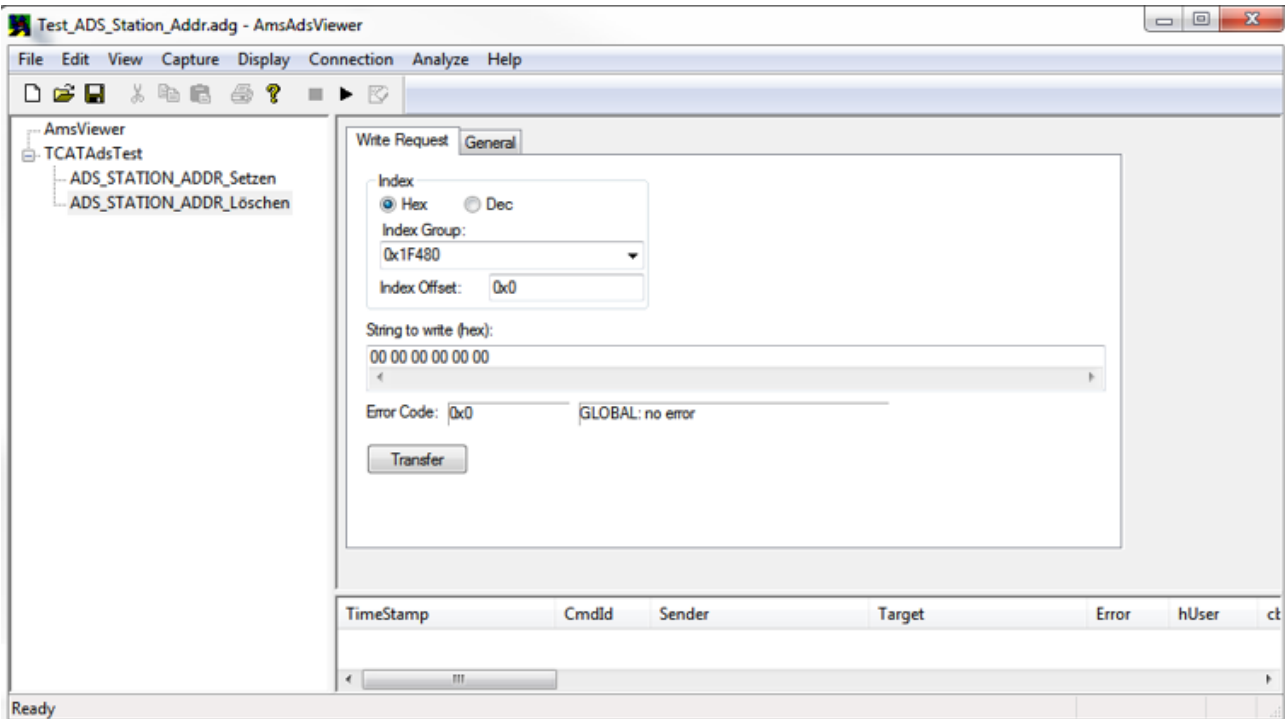 Test_ADS_Station_Addr.adg - AmsAdsViewer
File Edit View Capture Display Connection Analyze Help
AmsViewer
TCATAdsTest
ADS_STATION_ADDR_Setzen
ADS_STATION_ADDR_Löschen
Write Request General
Index
Hex Dec
Index Group:
0x1F480
Index Offset: 0x0
String to write (hex):
00 00 00 00 00 00
Error Code: 0x0 GLOBAL: no error
Transfer
TimeStamp CmdId Sender Target Error hUser
Ready